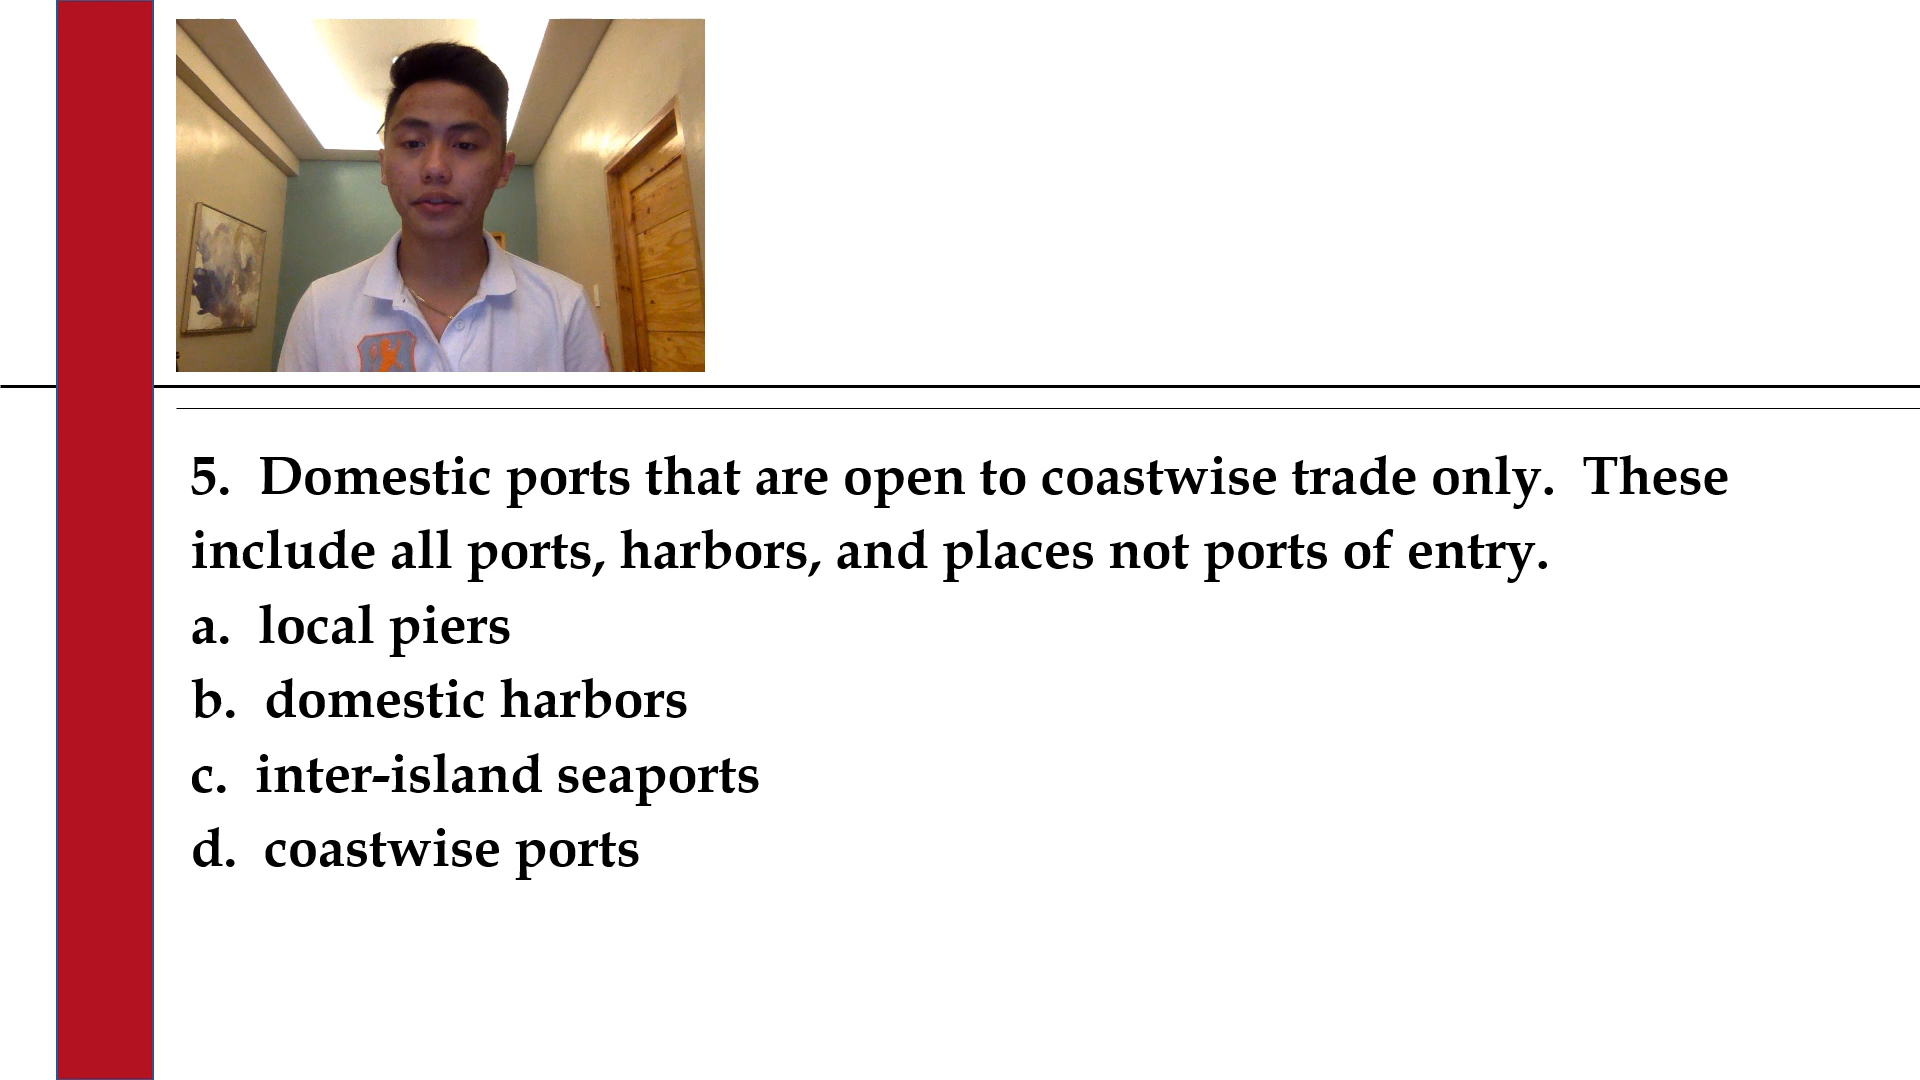 5.  Domestic ports that are open to coastwise trade only.  These
include all ports, harbors, and places not ports of entry.
a.  local piers
b.  domestic harbors
c.  inter-island seaports
d.  coastwise ports